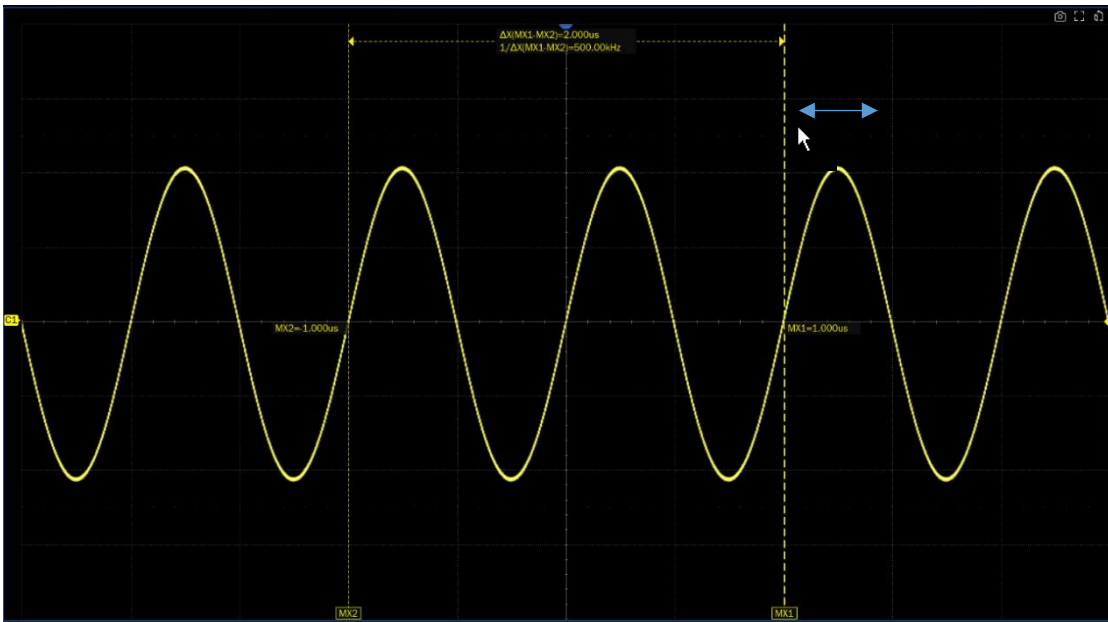 ΔX(MX1-MX2)=2.000us
1/ΔX(MX1-MX2)=500.00kHz
C1
MX2=-1.000us
MX1=1.000us
MX2
MX1